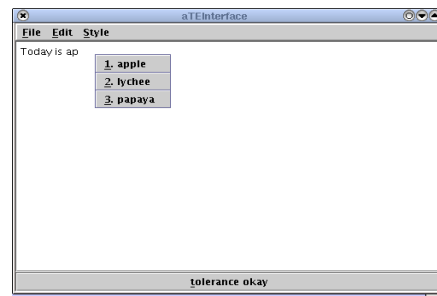 aTEInterface
File Edit Style
Today is ap
1. apple
2. lychee
3. papaya
tolerance okay